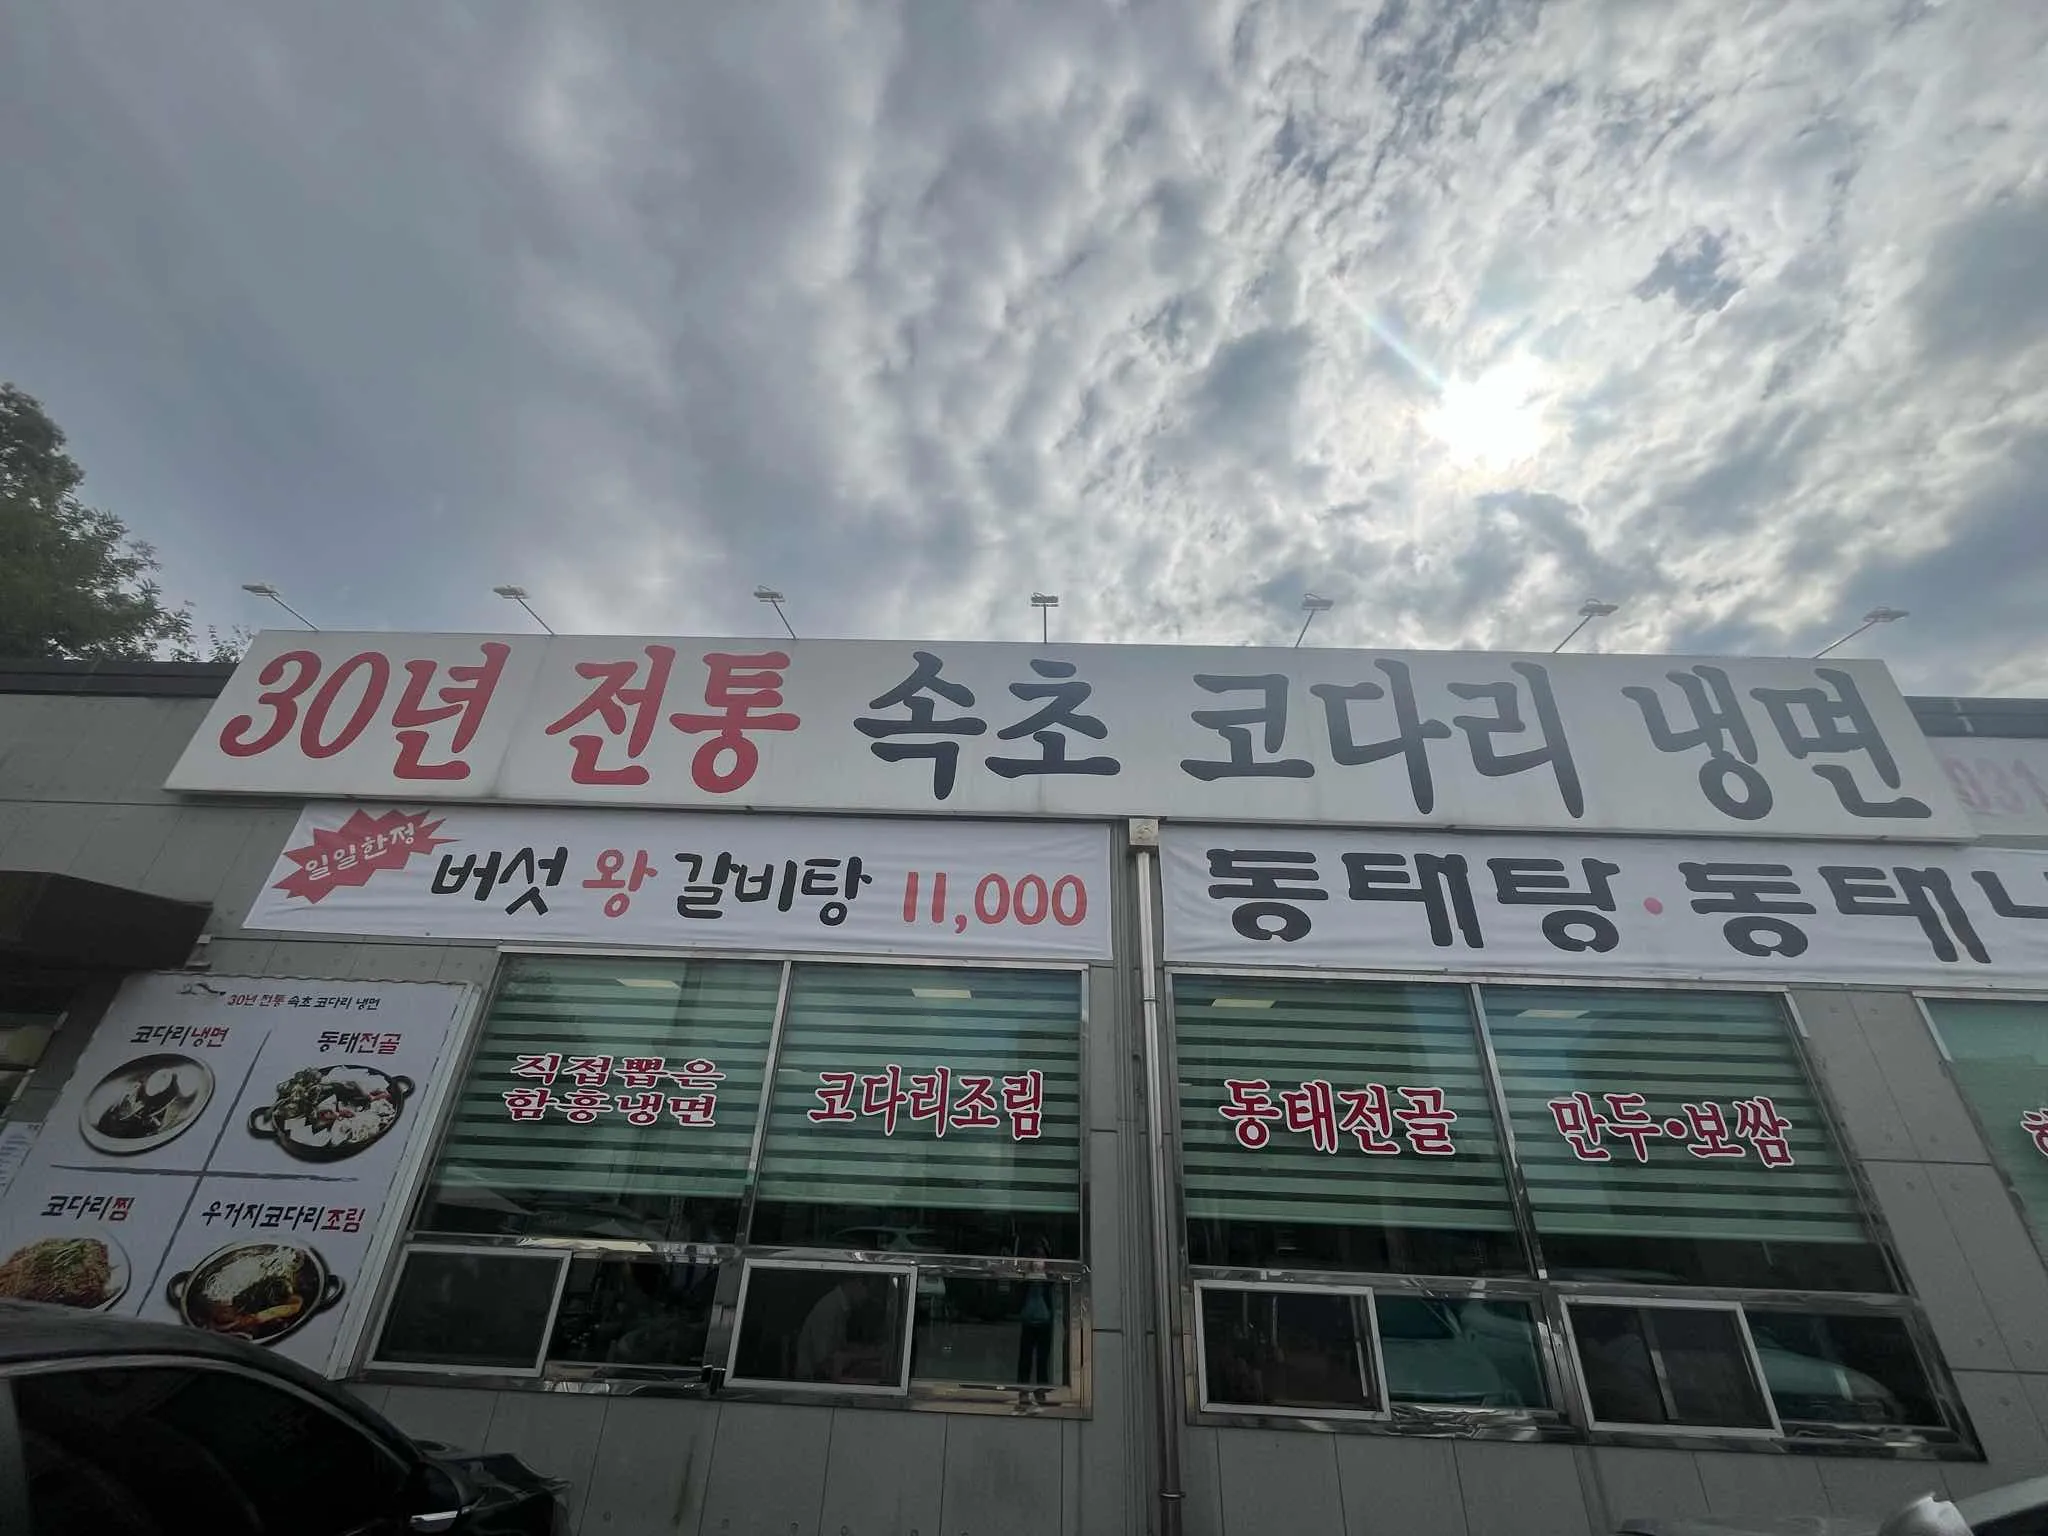 30년 전통 속초 코다리 냉면
031
일일한정
버섯 왕 갈비탕 11,000
동태탕·동태
30년 전통 속초 코다리 냉면
코다리냉면
동태전골
코다리찜
우거지코다리조림
직접뽑은
함흥냉면
코다리조림
동태전골
만두·보쌈